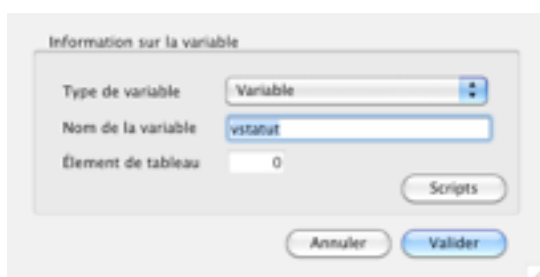 Information sur la variable
Type de variable Variable
Nom de la variable vstatut
Élement de tableau 0
Scripts
Annuler Valider